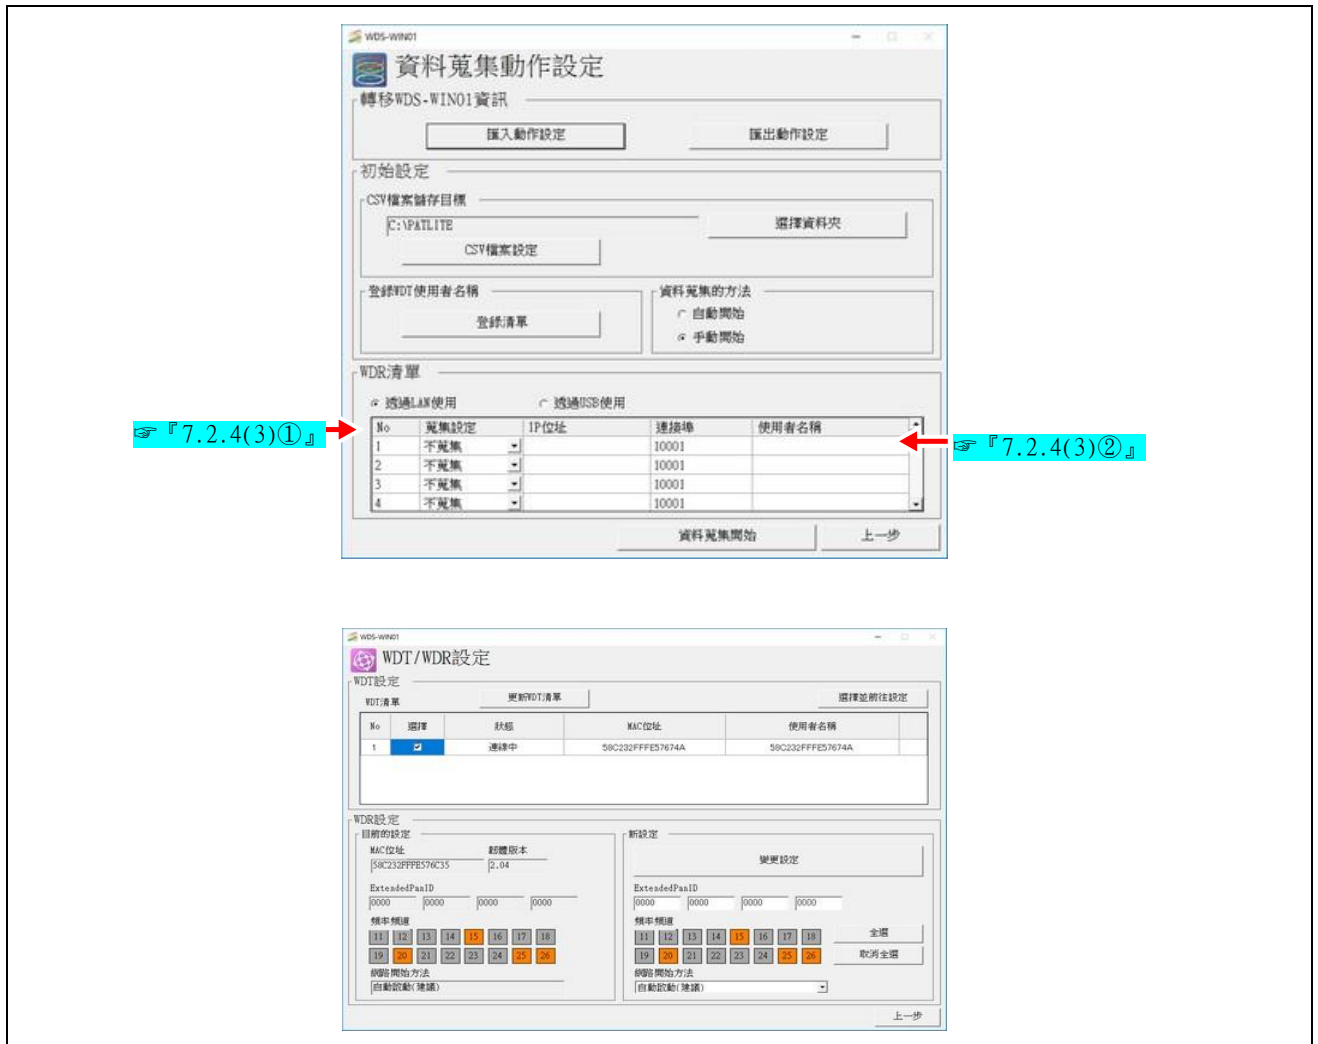 WDS-WIN01
資料蒐集動作設定
轉移WDS-WIN01資訊
匯入動作設定 匯出動作設定
初始設定
CSV檔案儲存目標
C:\PATLITE 選擇資料夾
CSV檔案設定
登錄WDT使用者名稱 資料蒐集的方法
登錄清單 自動開始
手動開始
WDR清單
透過LAN使用 透過USB使用
☞『7.2.4(3)①』
No 蒐集設定 IP位址 連接埠 使用者名稱
☞『7.2.4(3)②』
1 不蒐集 10001
2 不蒐集 10001
3 不蒐集 10001
4 不蒐集 10001
資料蒐集開始 上一步
WDS-WIN01
WDT/WDR設定
WDT設定
WDT清單 更新WDT清單 選擇並前往設定
No 選擇 狀態 MAC位址 使用者名稱
1 連線中 58C232FFFE57674A 58C232FFFE57674A
WDR設定
目前的設定 新設定
MAC位址 韌體版本
58C232FFFE576C35 2.04 變更設定
ExtendedPanID ExtendedPanID
0000 0000 0000 0000 0000 0000 0000 0000
頻率頻道 頻率頻道
11 12 13 14 15 16 17 18 11 12 13 14 15 16 17 18 全選
19 20 21 22 23 24 25 26 19 20 21 22 23 24 25 26 取消全選
網路開始方法 網路開始方法
自動啟動(建議) 自動啟動(建議)
上一步